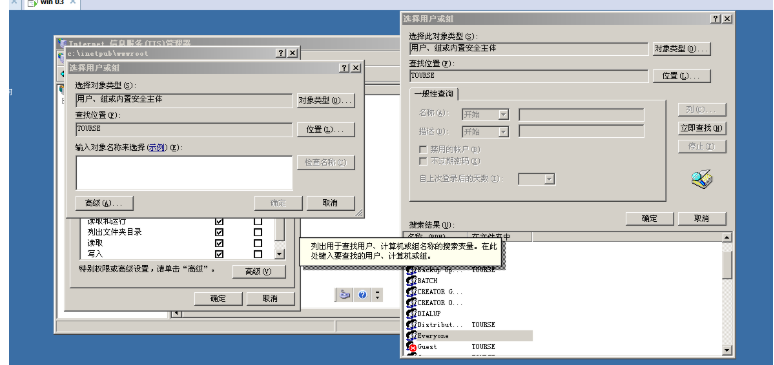 win 03
Internet 信息服务(IIS)管理器
c:\inetpub\wwwroot
选择用户或组
选择对象类型(S):
用户、组或内置安全主体
对象类型(O)...
查找位置(F):
TOURSE
位置(L)...
输入对象名称来选择(示例)(E):
检查名称(C)
高级(A)...
确定
取消
读取和运行
列出文件夹目录
读取
写入
特别权限或高级设置，请单击“高级”。
高级(V)
确定
取消
选择用户或组
选择此对象类型(S):
用户、组或内置安全主体
对象类型(O)...
查找位置(F):
TOURSE
位置(L)...
一般性查询
名称(A):
开始
描述(D):
开始
禁用的帐户(B)
不过期密码(X)
自上次登录后的天数(I):
列(C)...
立即查找(N)
停止(T)
确定
取消
搜索结果(U):
名称 (RDN)
在文件夹中
Backup Op...
TOURSE
BATCH
CREATOR G...
CREATOR O...
DIALUP
Distribut...
TOURSE
Everyone
Guest
TOURSE
列出用于查找用户、计算机或组名称的搜索变量。在此
处键入要查找的用户、计算机或组。